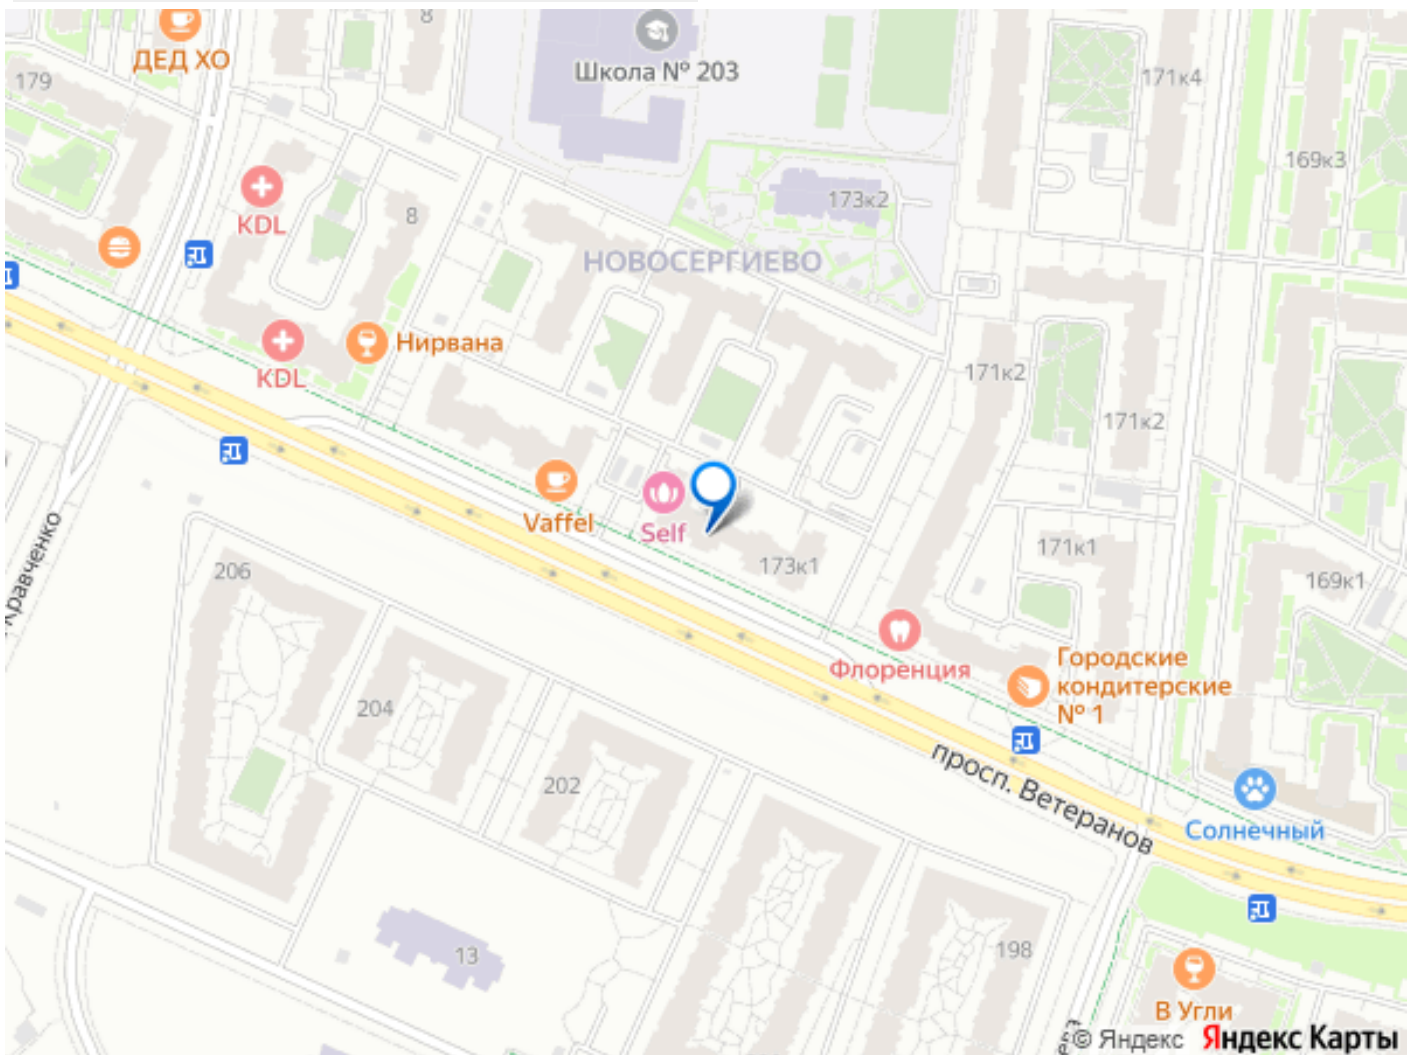 8
ДЕД ХО
179
Школа № 203
171к4
169к3
KDL
8
173к2
НОВОСЕРГИЕВО
Нирвана
KDL
171к2
171к2
Vaffel
Self
173к1
171к1
169к1
Кравченко
206
Флоренция
Городские
кондитерские
№ 1
204
202
просп. Ветеранов
Солнечный
13
198
В Угли
© Яндекс Яндекс Карты